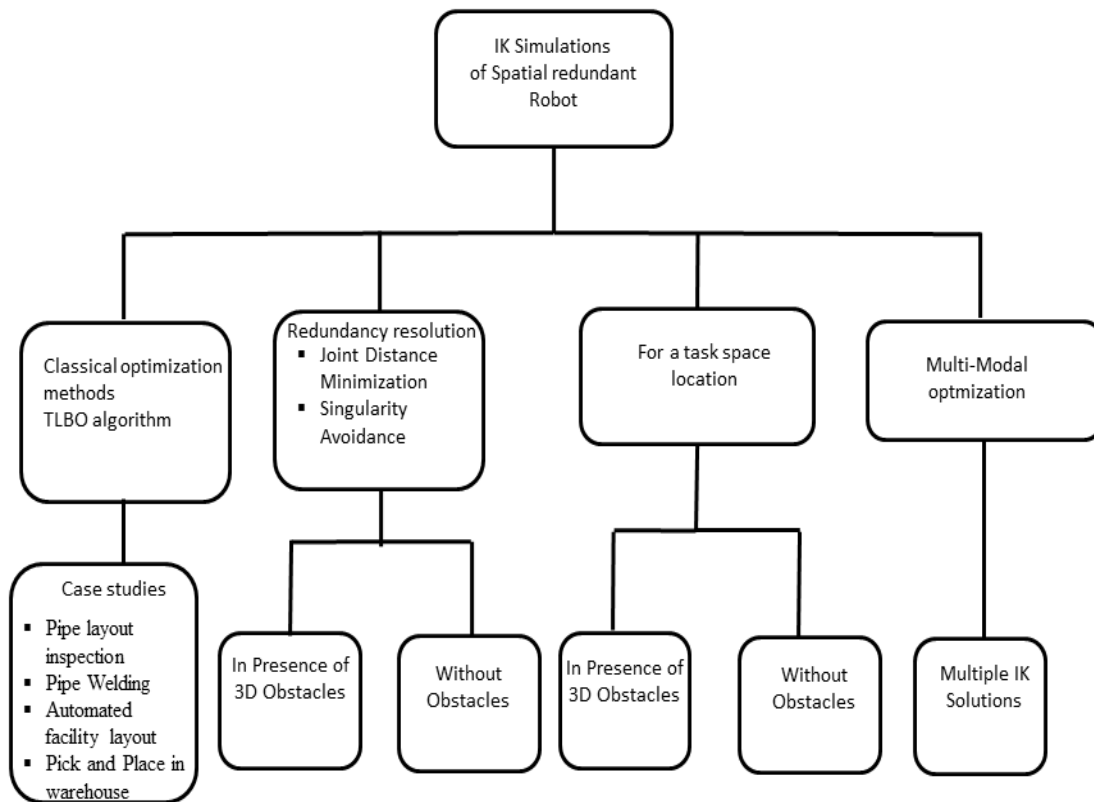 IK Simulations
of Spatial redundant
Robot
Classical optimization
methods
TLBO algorithm
Redundancy resolution
▪ Joint Distance
Minimization
▪ Singularity
Avoidance
For a task space
location
Multi-Modal
optmization
Case studies
▪ Pipe layout
inspection
▪ Pipe Welding
▪ Automated
facility layout
▪ Pick and Place in
warehouse
In Presence of
3D Obstacles
Without
Obstacles
In Presence of
3D Obstacles
Without
Obstacles
Multiple IK
Solutions